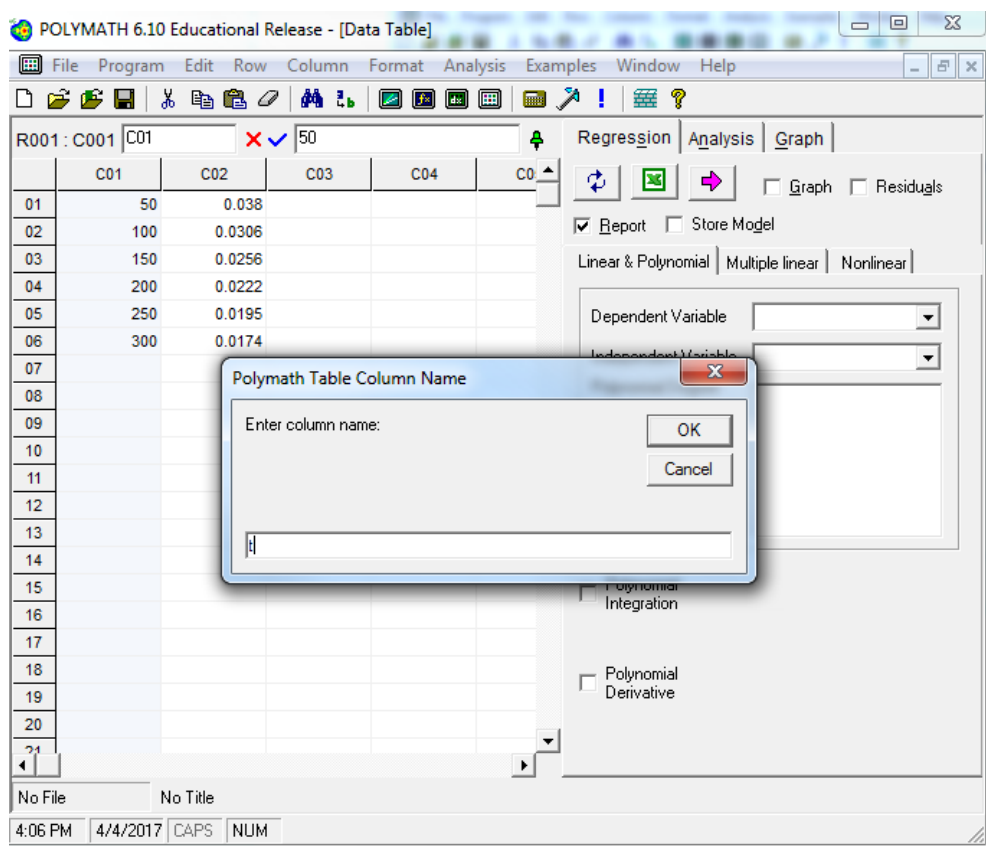 POLYMATH 6.10 Educational Release - [Data Table]
File Program Edit Row Column Format Analysis Examples Window Help
R001 : C001 C01 50
Regression Analysis Graph
C01 C02 C03 C04 C0
Graph Residuals
Report Store Model
Linear & Polynomial Multiple linear Nonlinear
01 50 0.038
02 100 0.0306
03 150 0.0256
04 200 0.0222
05 250 0.0195
06 300 0.0174
07
08
09
10
11
12
13
14
15
16
17
18
19
20
21
Dependent Variable
Independent Variable
Polymath Table Column Name
Enter column name:
OK
Cancel
t
Polynomial
Integration
Polynomial
Derivative
No File No Title
4:06 PM 4/4/2017 CAPS NUM